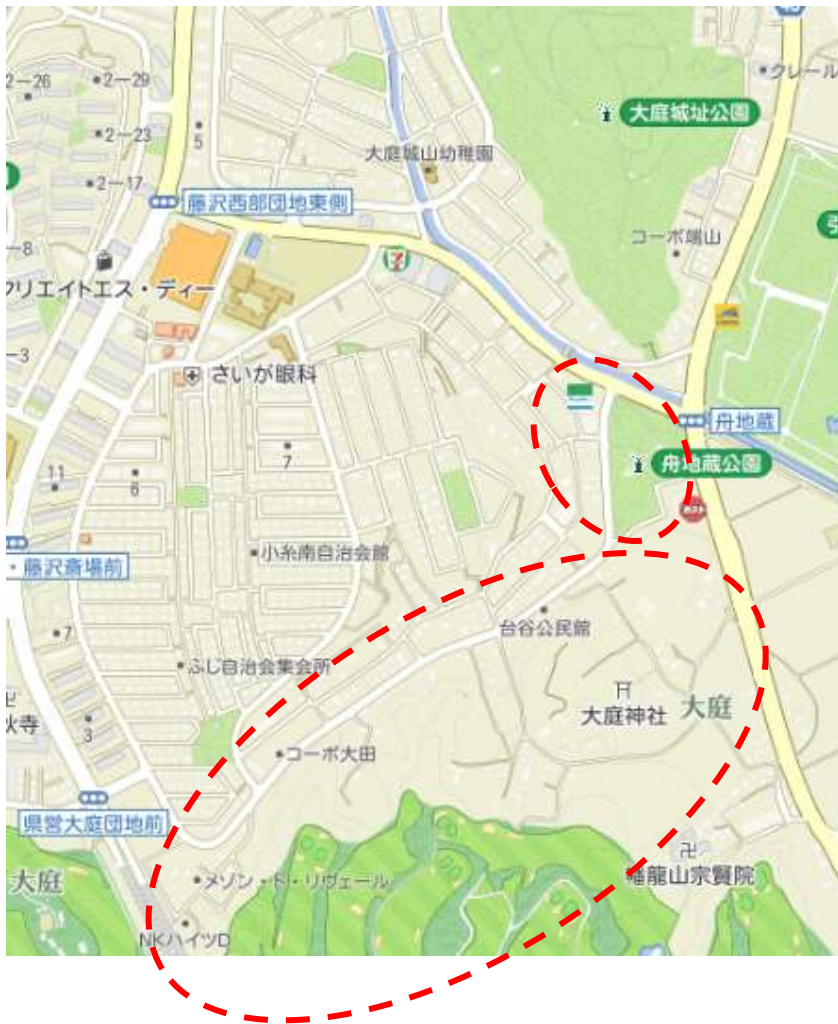 2-26
2-29
クレール
2-23
5
大庭城址公園
大庭城山幼稚園
2-17
藤沢西部団地東側
コーポ端山
8
クリエイトエス・ディー
3
さいが眼科
舟地蔵
7
舟地蔵公園
11
6
小糸南自治会館
・藤沢斎場前
台谷公民館
7
ふじ自治会集会所
大庭神社
大庭
秋寺
3
コーポ大田
県営大庭団地前
大庭
メゾン・ド・リヴェール
幡龍山宗賢院
NKハイツD